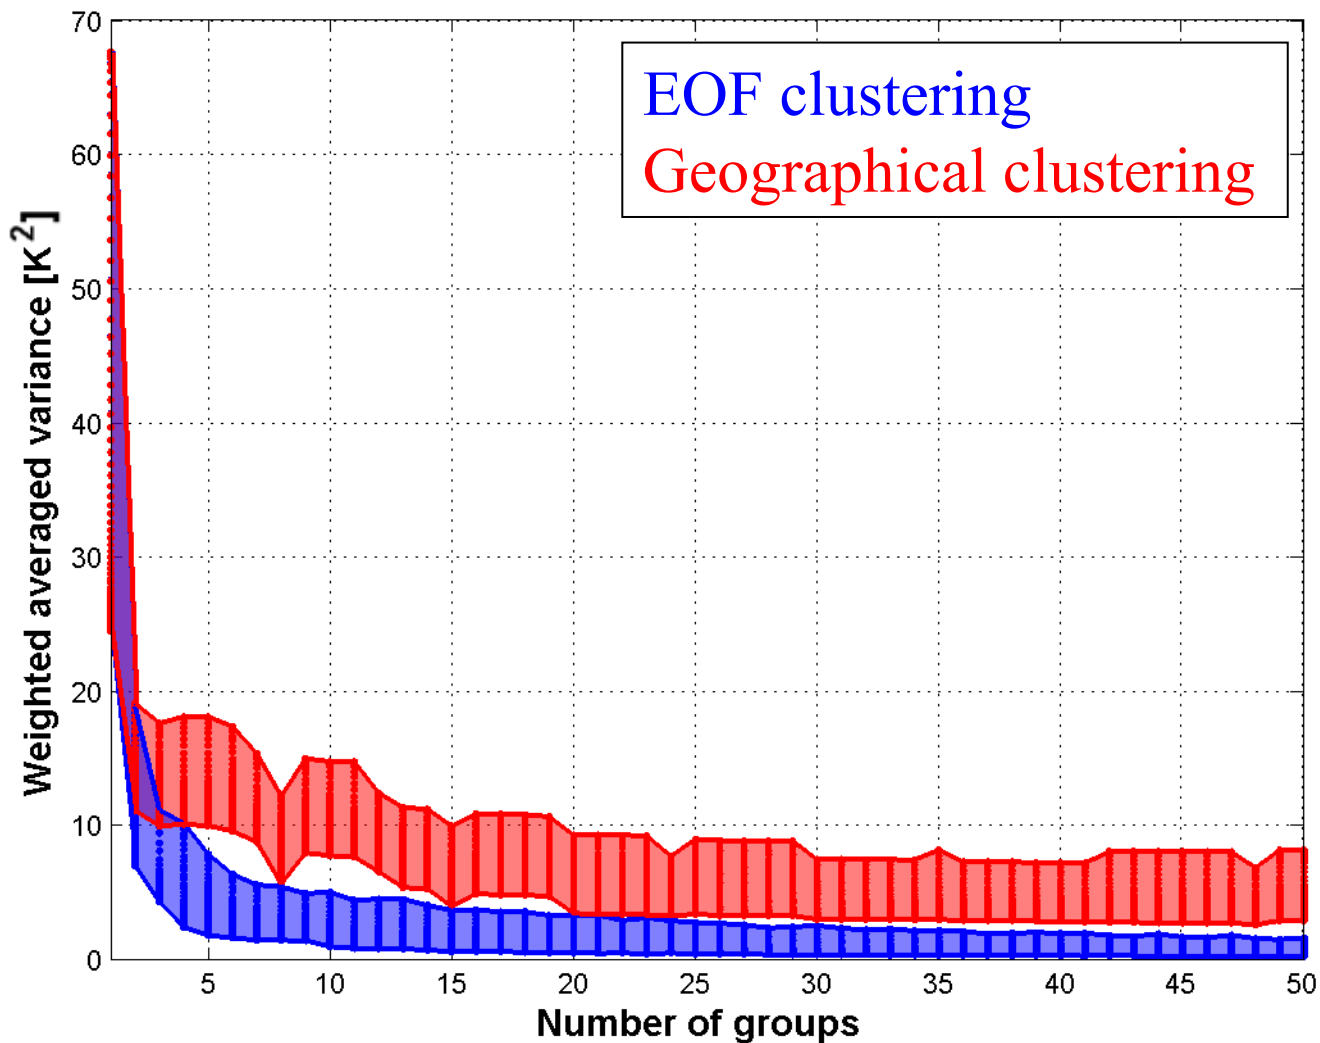 EOF clustering
Geographical clustering
Weighted averaged variance [K²]
70
60
50
40
30
20
10
0
5 10 15 20 25 30 35 40 45 50
Number of groups